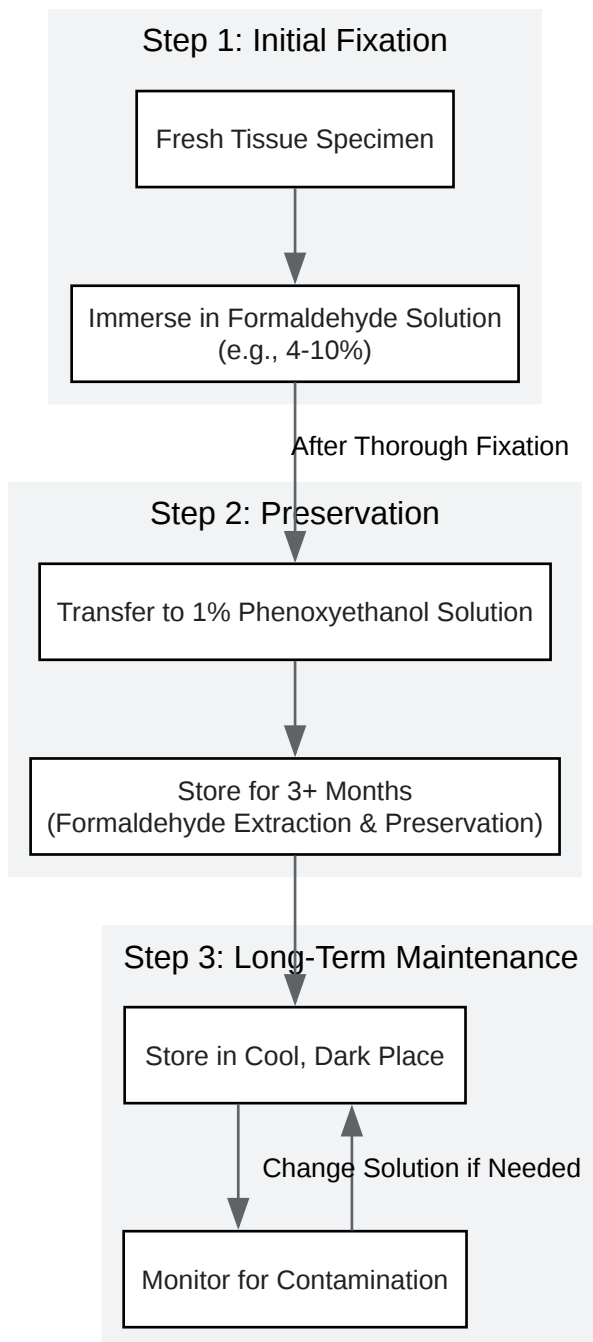 Step 1: Initial Fixation
Fresh Tissue Specimen
Immerse in Formaldehyde Solution
(e.g., 4-10%)
After Thorough Fixation
Step 2: Preservation
Transfer to 1% Phenoxyethanol Solution
Store for 3+ Months
(Formaldehyde Extraction & Preservation)
Step 3: Long-Term Maintenance
Store in Cool, Dark Place
Change Solution if Needed
Monitor for Contamination